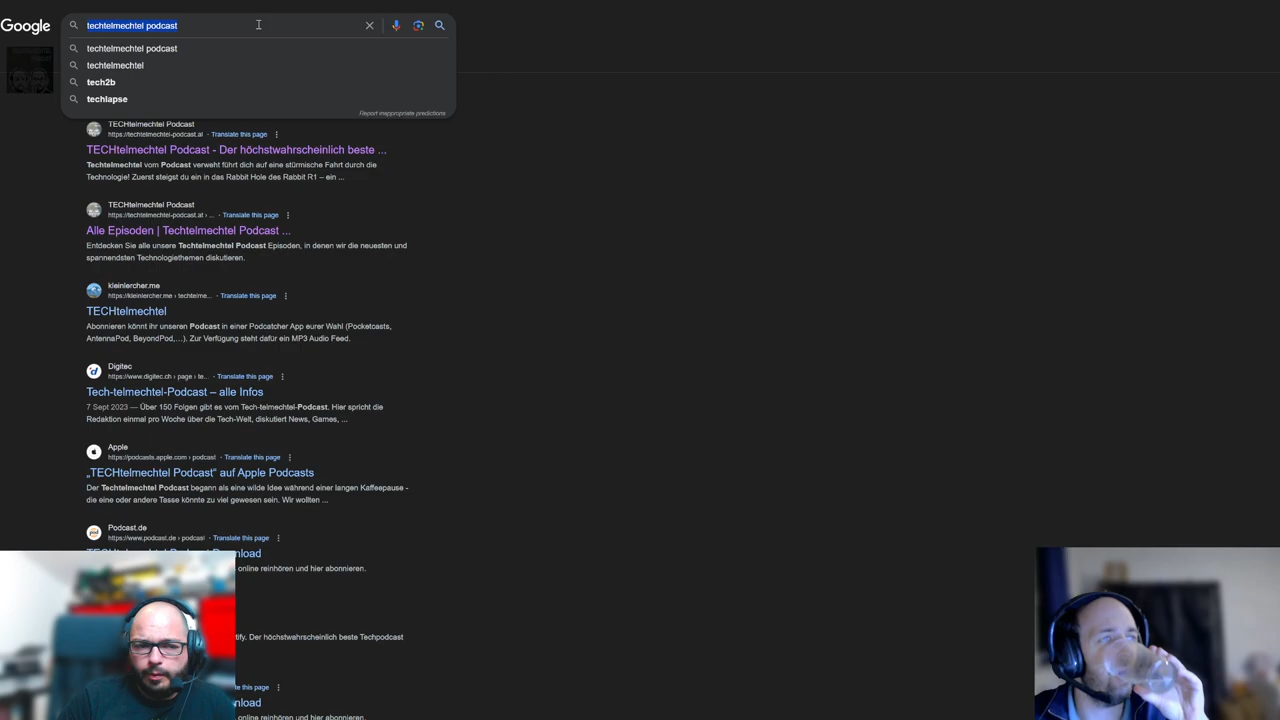 Google
techtelmechtel podcast
techtelmechtel podcast
techtelmechtel
tech2b
techlapse
Report inappropriate predictions
TECHtelmechtel Podcast
https://techtelmechtel-podcast.at · Translate this page
TECHtelmechtel Podcast - Der höchstwahrscheinlich beste ...
Techtelmechtel vom Podcast verweht führt dich auf eine stürmische Fahrt durch die
Technologie! Zuerst steigst du ein in das Rabbit Hole des Rabbit R1 – ein ...
TECHtelmechtel Podcast
https://techtelmechtel-podcast.at › ... · Translate this page
Alle Episoden | Techtelmechtel Podcast ...
Entdecken Sie alle unsere Techtelmechtel Podcast Episoden, in denen wir die neuesten und
spannendsten Technologiethemen diskutieren.
kleinlercher.me
https://kleinlercher.me › techtelme... · Translate this page
TECHtelmechtel
Abonnieren könnt ihr unseren Podcast in einer Podcatcher App eurer Wahl (Pocketcasts,
AntennaPod, BeyondPod,...). Zur Verfügung steht dafür ein MP3 Audio Feed.
Digitec
https://www.digitec.ch › page › te... · Translate this page
Tech-telmechtel-Podcast – alle Infos
7 Sept 2023 — Über 150 Folgen gibt es vom Tech-telmechtel-Podcast. Hier spricht die
Redaktion einmal pro Woche über die Tech-Welt, diskutiert News, Games, ...
Apple
https://podcasts.apple.com › podcast · Translate this page
„TECHtelmechtel Podcast“ auf Apple Podcasts
Der Techtelmechtel Podcast begann als eine wilde Idee während einer langen Kaffeepause -
die eine oder andere Tasse könnte zu viel gewesen sein. Wir wollten ...
Podcast.de
https://www.podcast.de › podcast · Translate this page
TECHtelmechtel Podcast Download
online reinhören und hier abonnieren.
tify. Der höchstwahrscheinlich beste Techpodcast
te this page
load
online reinhören und hier abonnieren.